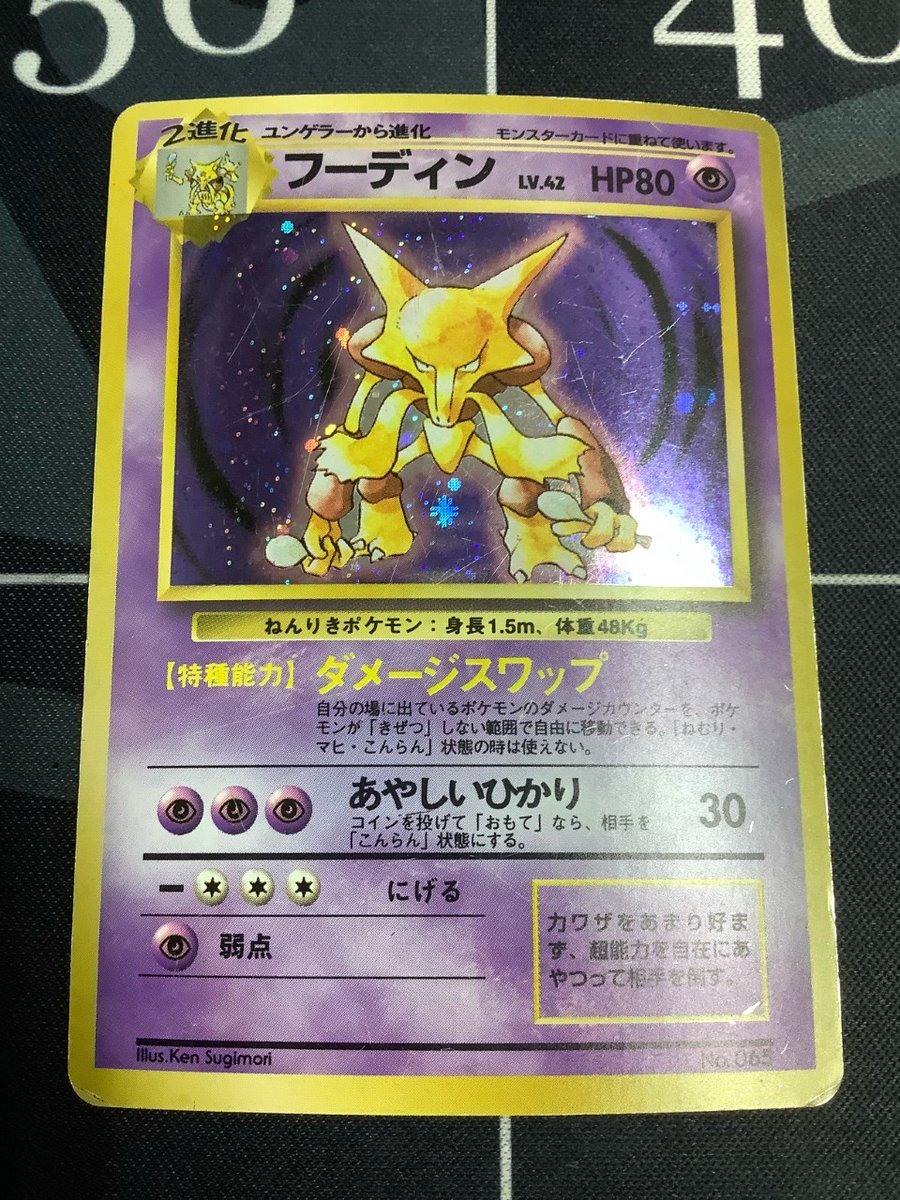 30
40
2進化 ユンゲラーから進化 モンスターカードに重ねて使います。
フーディン LV.42 HP80
ねんりきポケモン：身長1.5m、体重48Kg
【特殊能力】 ダメージスワップ
自分の場に出ているポケモンのダメージカウンターを、ポケ
モンが「きぜつ」しない範囲で自由に移動できる。「ねむり・
マヒ・こんらん」状態の時は使えない。
あやしいひかり 30
コインを投げて「おもて」なら、相手を
「こんらん」状態にする。
ー にげる
弱点
力ワザをあまり好ま
ず、超能力を自在にあ
やつって相手を倒す。
Illus.Ken Sugimori No.065